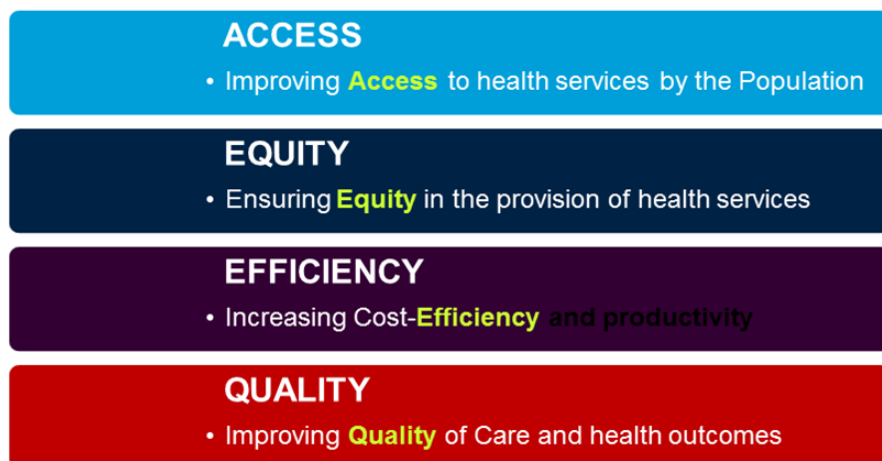 ACCESS
• Improving Access to health services by the Population
EQUITY
• Ensuring Equity in the provision of health services
EFFICIENCY
• Increasing Cost-Efficiency and productivity
QUALITY
• Improving Quality of Care and health outcomes